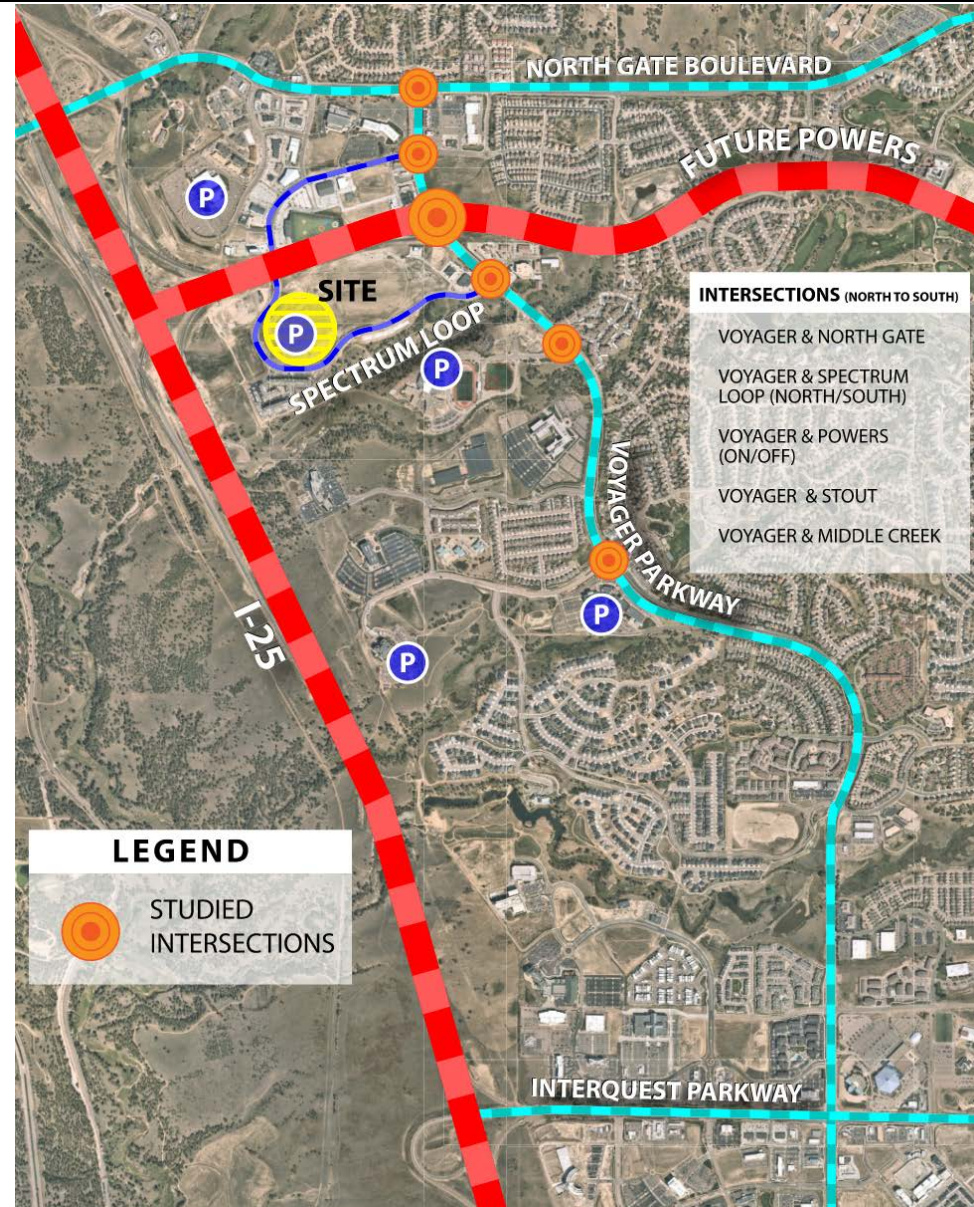 NORTH GATE BOULEVARD
FUTURE POWERS
P
SITE
P
SPECTRUM LOOP
P
INTERSECTIONS (NORTH TO SOUTH)
VOYAGER & NORTH GATE
VOYAGER & SPECTRUM
LOOP (NORTH/SOUTH)
VOYAGER & POWERS
(ON/OFF)
VOYAGER & STOUT
VOYAGER & MIDDLE CREEK
VOYAGER PARKWAY
I-25
P
P
LEGEND
STUDIED
INTERSECTIONS
INTERQUEST PARKWAY